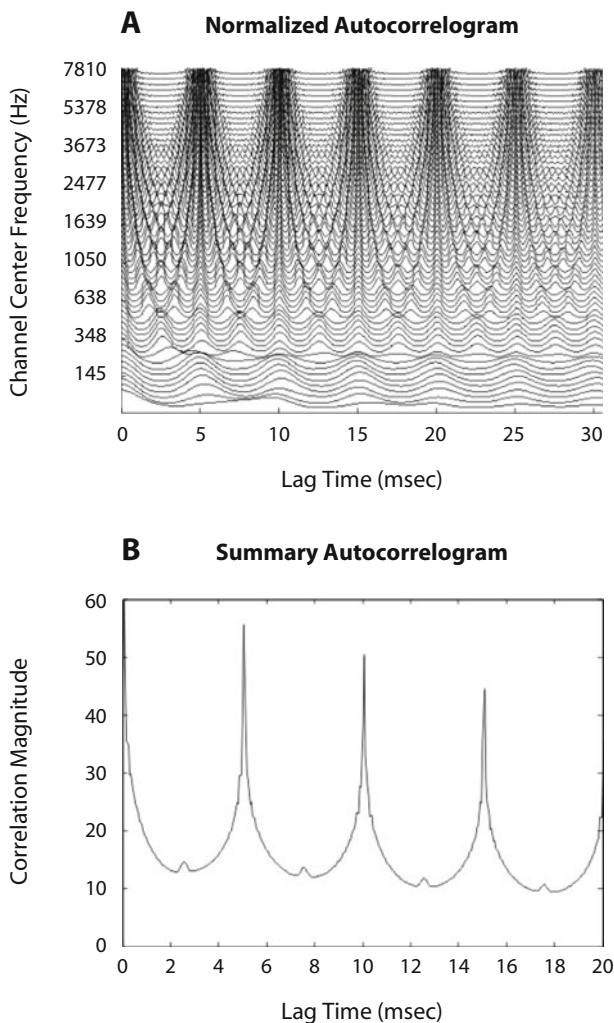 A Normalized Autocorrelogram
Channel Center Frequency (Hz)
7810
5378
3673
2477
1639
1050
638
348
145
0 5 10 15 20 25 30
Lag Time (msec)
B Summary Autocorrelogram
Correlation Magnitude
60
50
40
30
20
10
0
0 2 4 6 8 10 12 14 16 18 20
Lag Time (msec)